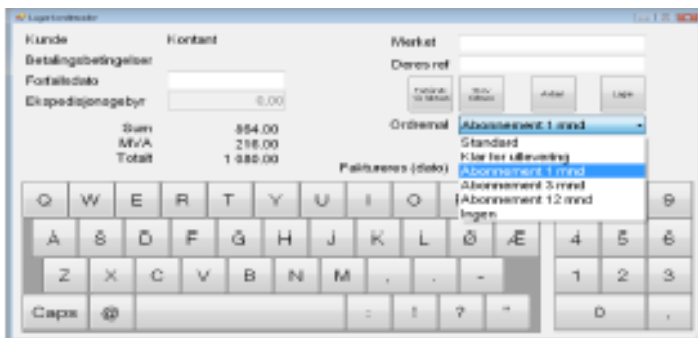 Kunde Kontant Merket
Betalingsbetingelser Deres ref
Forfallsdato
Ekspedisjonsgebyr 0,00
Avbryt Lagre
Sum 864.00 Ordremal Abonnement 1 mnd
MVA 216.00 Standard
Totalt 1 080.00 Klar for utlevering
Faktureres (dato) Abonnement 1 mnd
Abonnement 3 mnd
Abonnement 12 mnd
Ingen
Q W E R T Y U I O 9
A S D F G H J K L Ø Æ 4 5 6
Z X C V B N M , . - 1 2 3
Caps @ : ! ? " 0 ,